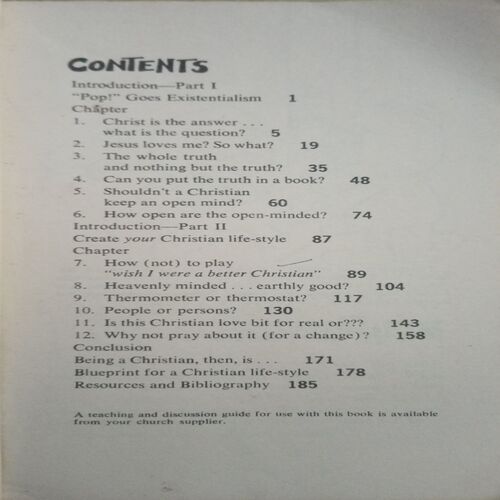 CONTENTS
Introduction—Part I
"Pop!" Goes Existentialism 1
Chapter
1. Christ is the answer . . .
what is the question? 5
2. Jesus loves me? So what? 19
3. The whole truth
and nothing but the truth? 35
4. Can you put the truth in a book? 48
5. Shouldn't a Christian
keep an open mind? 60
6. How open are the open-minded? 74
Introduction—Part II
Create your Christian life-style 87
Chapter
7. How (not) to play
"wish I were a better Christian" 89
8. Heavenly minded . . . earthly good? 104
9. Thermometer or thermostat? 117
10. People or persons? 130
11. Is this Christian love bit for real or??? 143
12. Why not pray about it (for a change)? 158
Conclusion
Being a Christian, then, is . . . 171
Blueprint for a Christian life-style 178
Resources and Bibliography 185
A teaching and discussion guide for use with this book is available
from your church supplier.